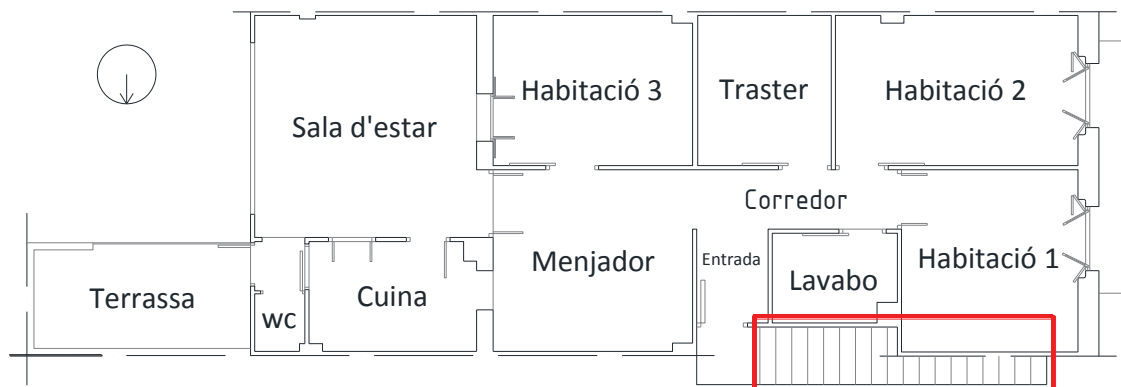 Habitació 3
Traster
Habitació 2
Sala d'estar
Corredor
Menjador
Entrada
Habitació 1
Lavabo
Terrassa
Cuina
wc